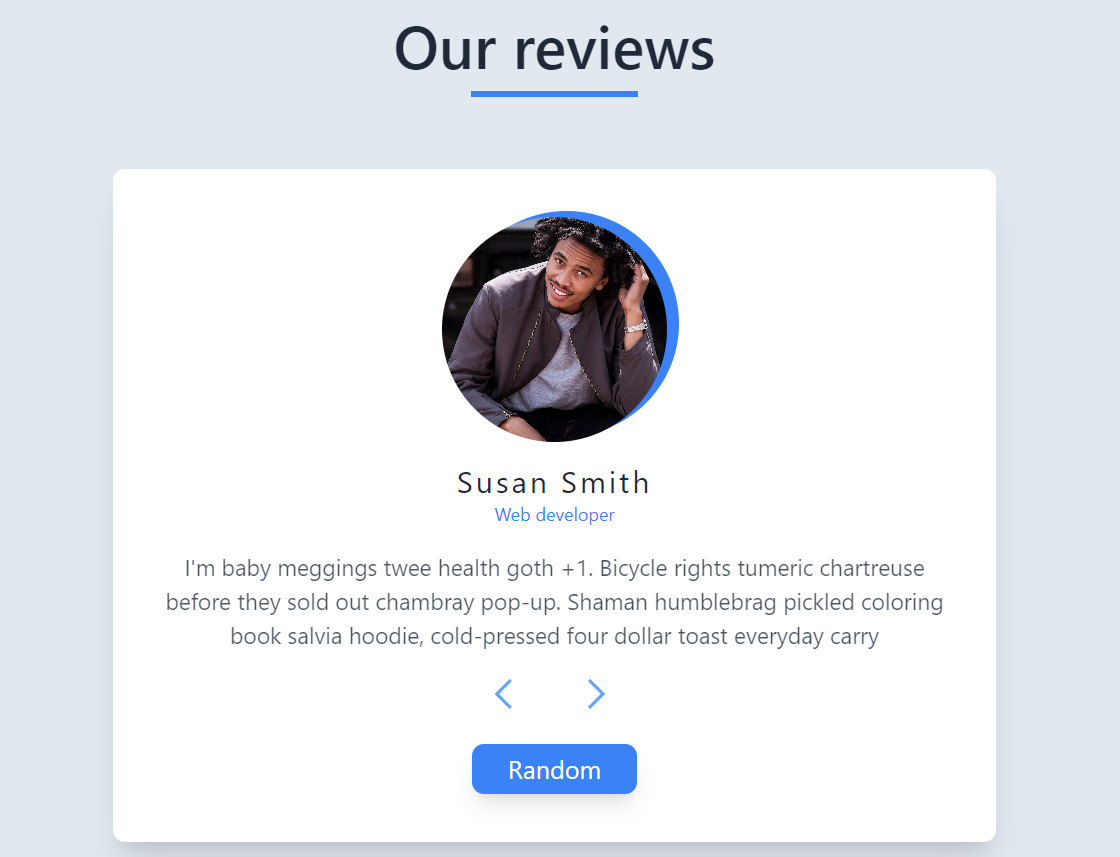 Our reviews
Susan Smith
Web developer
I'm baby meggings twee health goth +1. Bicycle rights tumeric chartreuse
before they sold out chambray pop-up. Shaman humblebrag pickled coloring
book salvia hoodie, cold-pressed four dollar toast everyday carry
Random